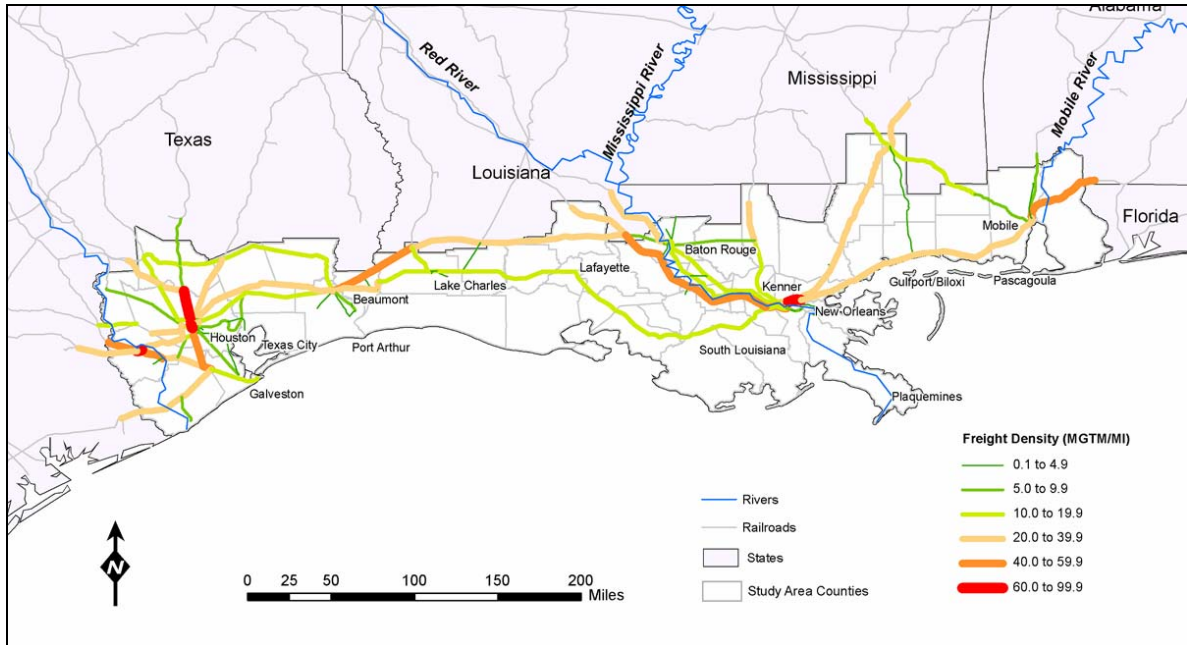 Alabama
Red River
Mississippi River
Mississippi
Mobile River
Texas
Louisiana
Florida
Mobile
Baton Rouge
Lafayette
Kenner
Gulfport/Biloxi
Pascagoula
Lake Charles
Beaumont
New Orleans
Houston
Texas City
Port Arthur
South Louisiana
Galveston
Plaquemines
Freight Density (MGTM/MI)
0.1 to 4.9
5.0 to 9.9
10.0 to 19.9
20.0 to 39.9
40.0 to 59.9
60.0 to 99.9
Rivers
Railroads
States
Study Area Counties
N
0 25 50 100 150 200
Miles